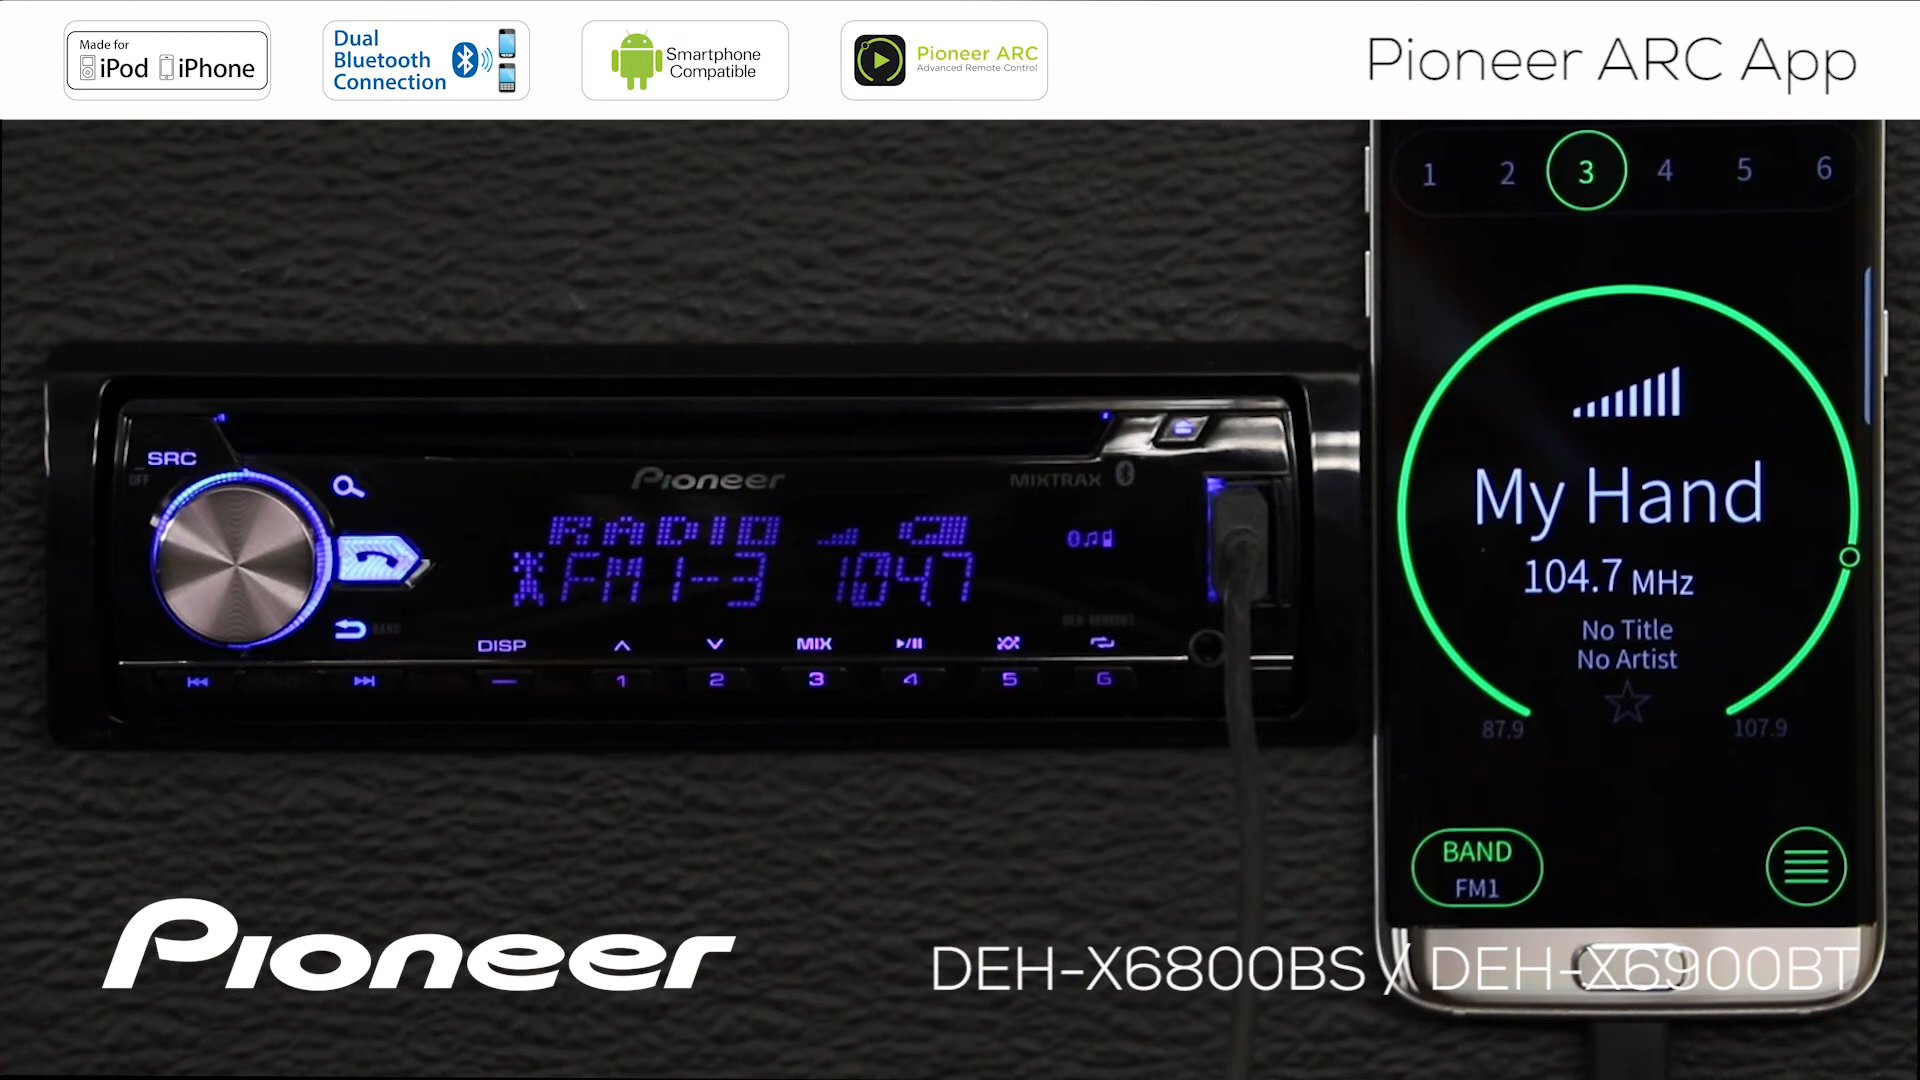 Made for
iPod iPhone
Dual
Bluetooth
Connection
Smartphone
Compatible
Pioneer ARC
Advanced Remote Control
Pioneer ARC App
1 2 3 4 5 6
My Hand
104.7 MHz
No Title
No Artist
87.9 107.9
BAND
FM1
SRC
OFF
Pioneer
MIXTRAX
RADIO
FM1-3 104.7
BAND
DISP MIX
1 2 3 4 5 6
Pioneer
DEH-X6800BS / DEH-X6900BT